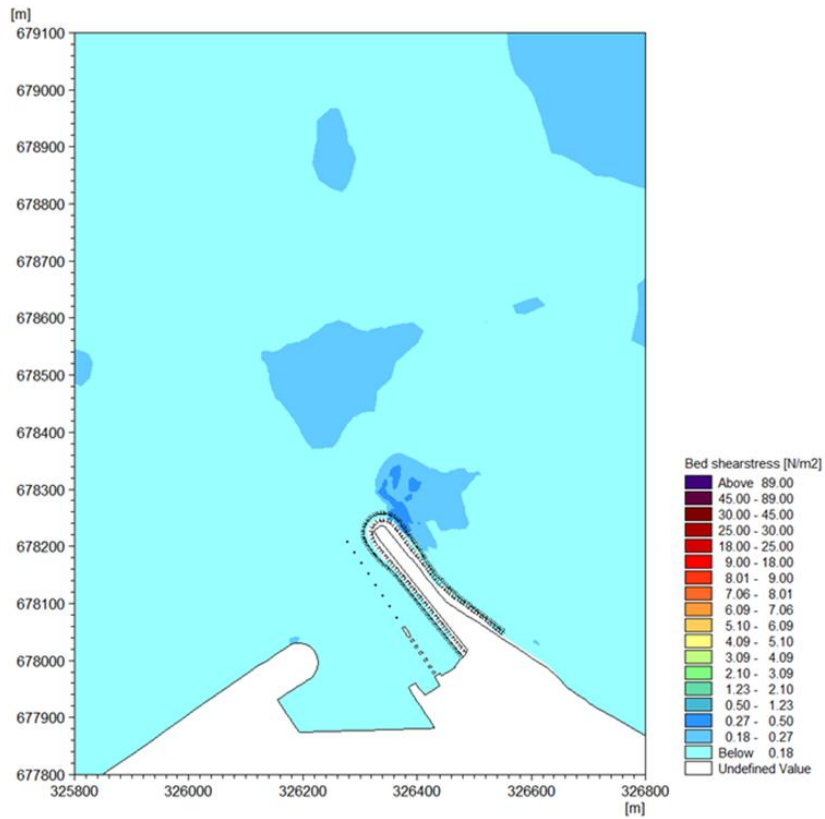 [m]
679100
679000
678900
678800
678700
678600
678500
678400
678300
678200
678100
678000
677900
677800
325800 326000 326200 326400 326600 326800
[m]
Bed shearstress [N/m2]
Above 89.00
45.00 - 89.00
30.00 - 45.00
25.00 - 30.00
18.00 - 25.00
9.00 - 18.00
8.01 - 9.00
7.06 - 8.01
6.09 - 7.06
5.10 - 6.09
4.09 - 5.10
3.09 - 4.09
2.10 - 3.09
1.23 - 2.10
0.50 - 1.23
0.27 - 0.50
0.18 - 0.27
Below 0.18
Undefined Value